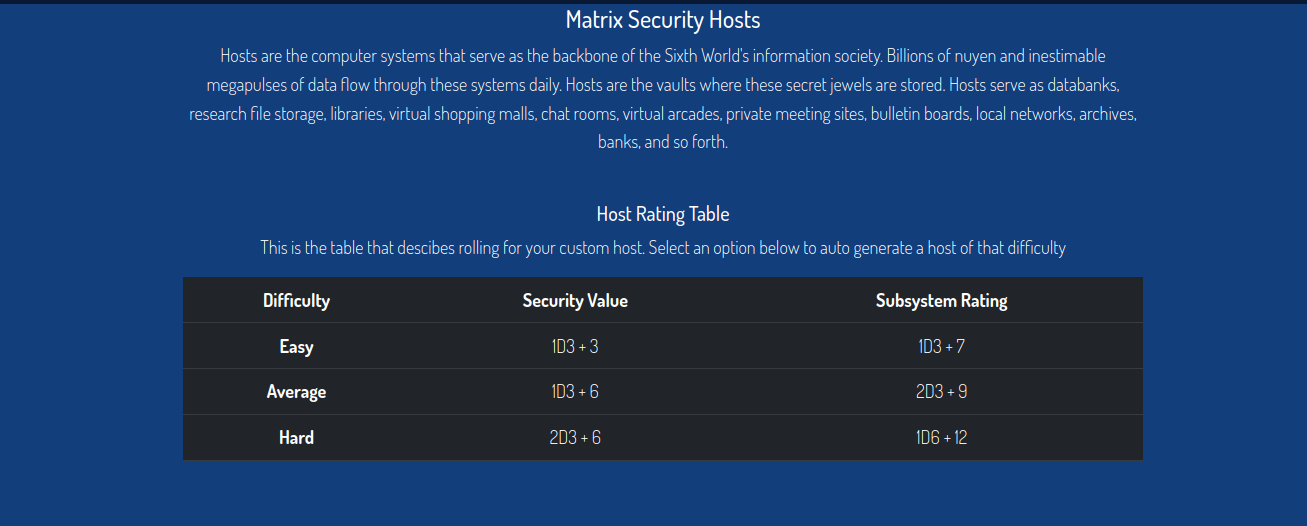 Matrix Security Hosts
Hosts are the computer systems that serve as the backbone of the Sixth World's information society. Billions of nuyen and inestimable
megapulses of data flow through these systems daily. Hosts are the vaults where these secret jewels are stored. Hosts serve as databanks,
research file storage, libraries, virtual shopping malls, chat rooms, virtual arcades, private meeting sites, bulletin boards, local networks, archives,
banks, and so forth.
Host Rating Table
This is the table that descibes rolling for your custom host. Select an option below to auto generate a host of that difficulty
Difficulty Security Value Subsystem Rating
Easy 1D3 + 3 1D3 + 7
Average 1D3 + 6 2D3 + 9
Hard 2D3 + 6 1D6 + 12